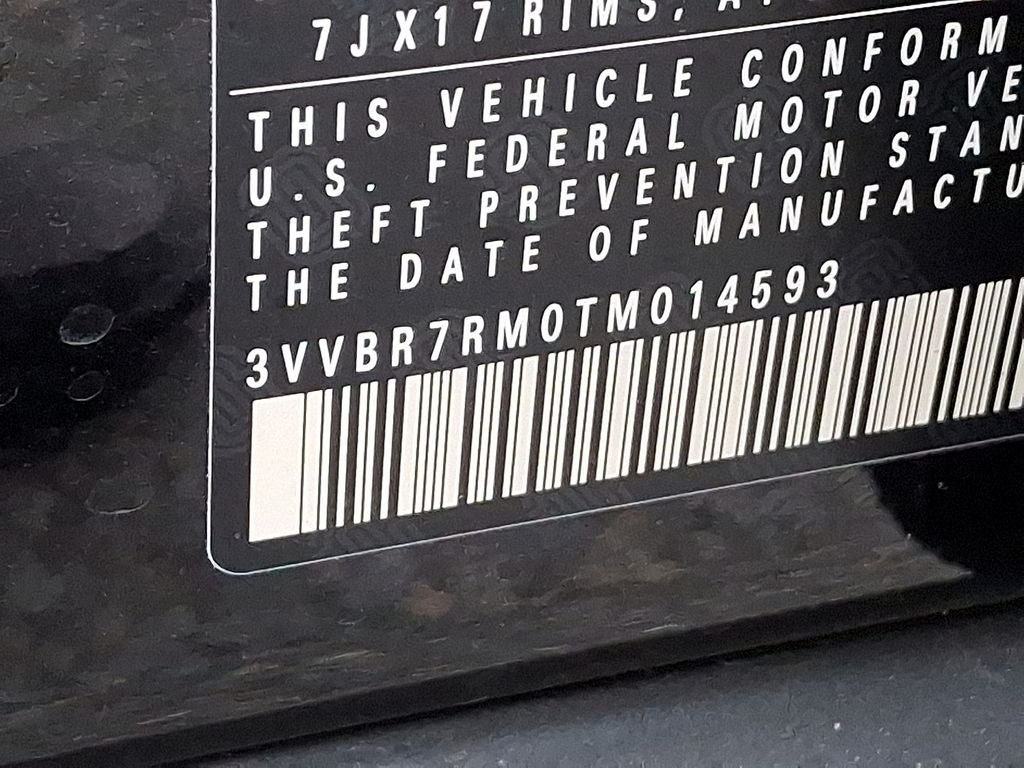 7JX17 RIMS,
THIS VEHICLE CONFORM
U.S. FEDERAL MOTOR VE
THEFT PREVENTION STAN
THE DATE OF MANUFACTU
3VVBR7RM0TM014593